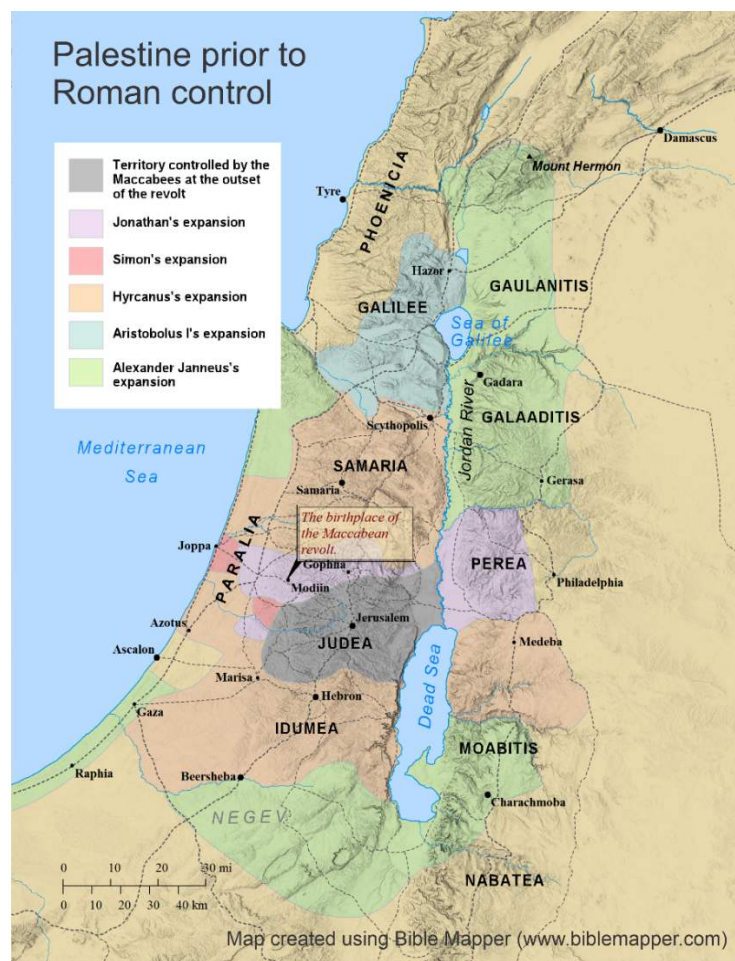 Palestine prior to
Roman control
Territory controlled by the
Maccabees at the outset
of the revolt
Jonathan's expansion
Simon's expansion
Hyrcanus's expansion
Aristobolus I's expansion
Alexander Janneus's
expansion
Damascus
Mount Hermon
PHOENICIA
Tyre
Hazor
GAULANITIS
GALILEE
Sea of
Galilee
Gadara
Jordan River
GALAADITIS
Scythopolis
Mediterranean
Sea
SAMARIA
Samaria
Gerasa
The birthplace of
the Maccabean
revolt.
Joppa
PARALIA
Gophna
Modiin
PEREA
Philadelphia
Azotus
Jerusalem
JUDEA
Medeba
Ascalon
Marisa
Dead Sea
Hebron
Gaza
IDUMEA
MOABITIS
Raphia
Beersheba
Charachmoba
NEGEV
0 10 20 30 mi
0 10 20 30 40 km
NABATEA
Map created using Bible Mapper (www.biblemapper.com)